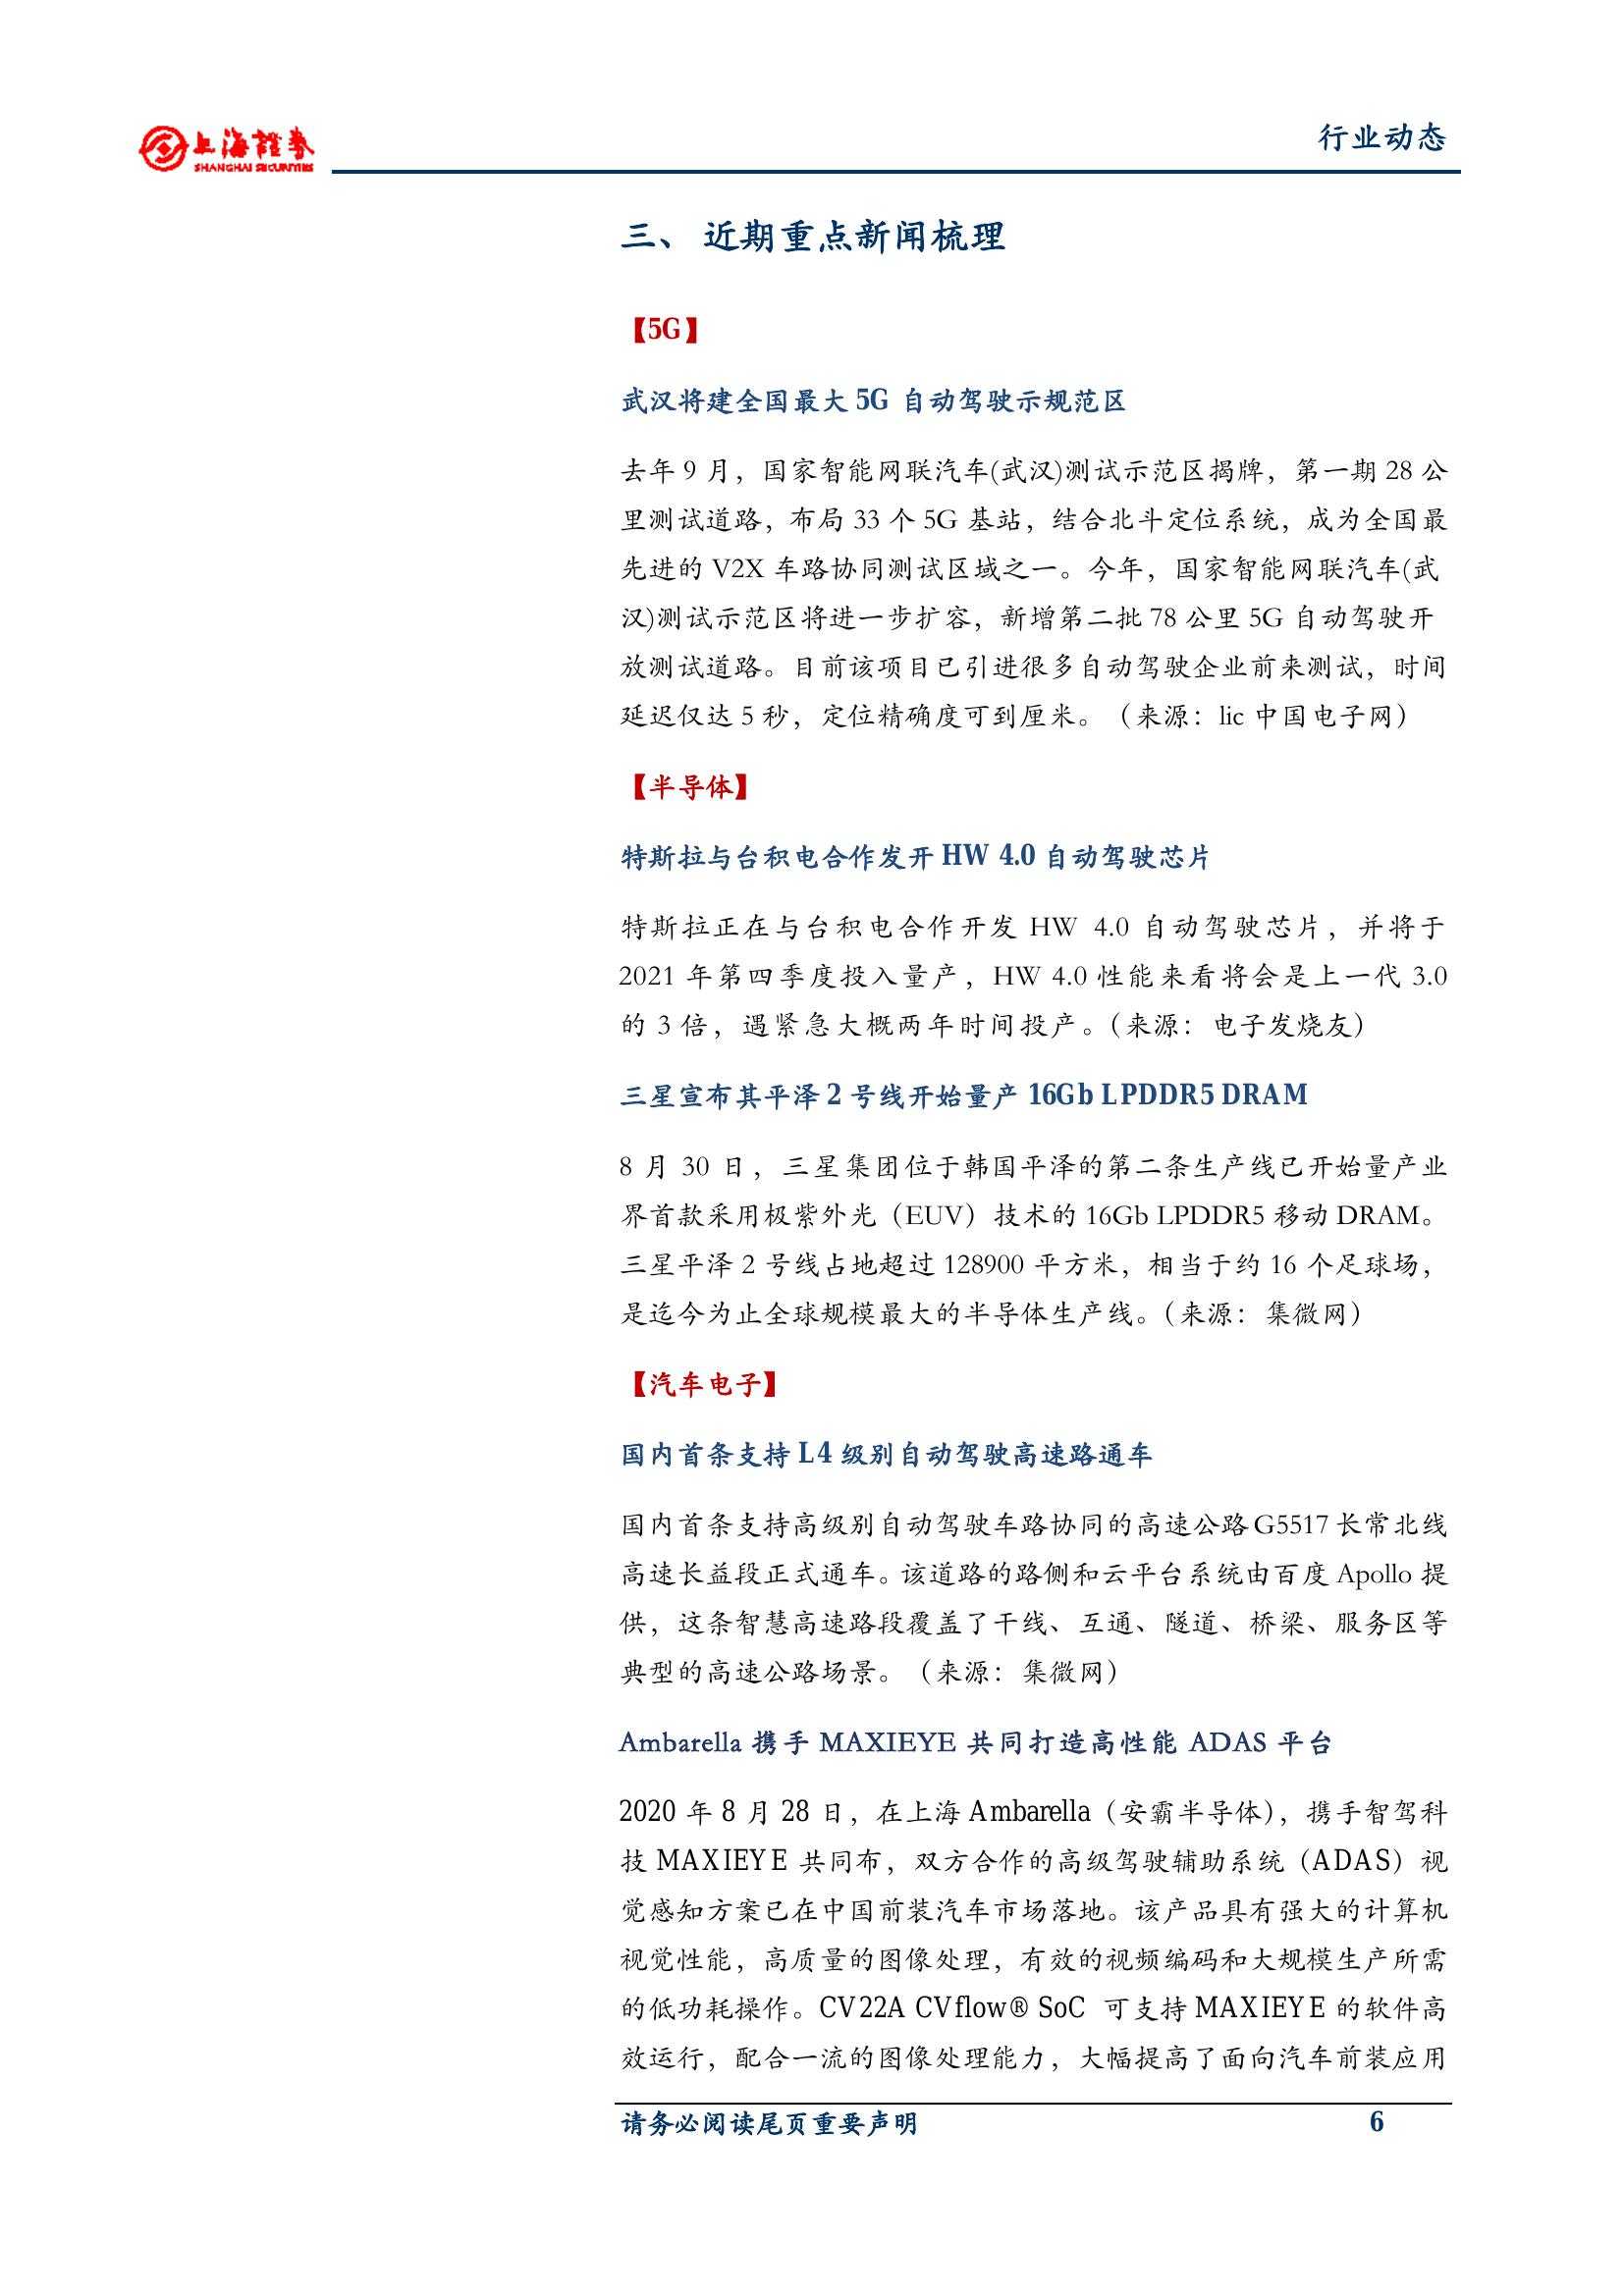 上海證券
SHANGHAI SECURITIES
行业动态
三、 近期重点新闻梳理
【5G】
武汉将建全国最大 5G 自动驾驶示规范区
去年 9 月，国家智能网联汽车(武汉)测试示范区揭牌，第一期 28 公
里测试道路，布局 33 个 5G 基站，结合北斗定位系统，成为全国最
先进的 V2X 车路协同测试区域之一。今年，国家智能网联汽车(武
汉)测试示范区将进一步扩容，新增第二批 78 公里 5G 自动驾驶开
放测试道路。目前该项目已引进很多自动驾驶企业前来测试，时间
延迟仅达 5 秒，定位精确度可到厘米。（来源：lic 中国电子网）
【半导体】
特斯拉与台积电合作发开 HW 4.0 自动驾驶芯片
特斯拉正在与台积电合作开发 HW 4.0 自动驾驶芯片，并将于
2021 年第四季度投入量产，HW 4.0 性能来看将会是上一代 3.0
的 3 倍，遇紧急大概两年时间投产。（来源：电子发烧友）
三星宣布其平泽 2 号线开始量产 16Gb LPDDR5 DRAM
8 月 30 日，三星集团位于韩国平泽的第二条生产线已开始量产业
界首款采用极紫外光（EUV）技术的 16Gb LPDDR5 移动 DRAM。
三星平泽 2 号线占地超过 128900 平方米，相当于约 16 个足球场，
是迄今为止全球规模最大的半导体生产线。（来源：集微网）
【汽车电子】
国内首条支持 L4 级别自动驾驶高速路通车
国内首条支持高级别自动驾驶车路协同的高速公路 G5517 长常北线
高速长益段正式通车。该道路的路侧和云平台系统由百度 Apollo 提
供，这条智慧高速路段覆盖了干线、互通、隧道、桥梁、服务区等
典型的高速公路场景。（来源：集微网）
Ambarella 携手 MAXIEYE 共同打造高性能 ADAS 平台
2020 年 8 月 28 日，在上海 Ambarella（安霸半导体），携手智驾科
技 MAXIEYE 共同布，双方合作的高级驾驶辅助系统（ADAS）视
觉感知方案已在中国前装汽车市场落地。该产品具有强大的计算机
视觉性能，高质量的图像处理，有效的视频编码和大规模生产所需
的低功耗操作。CV22A CVflow® SoC 可支持 MAXIEYE 的软件高
效运行，配合一流的图像处理能力，大幅提高了面向汽车前装应用
请务必阅读尾页重要声明 6